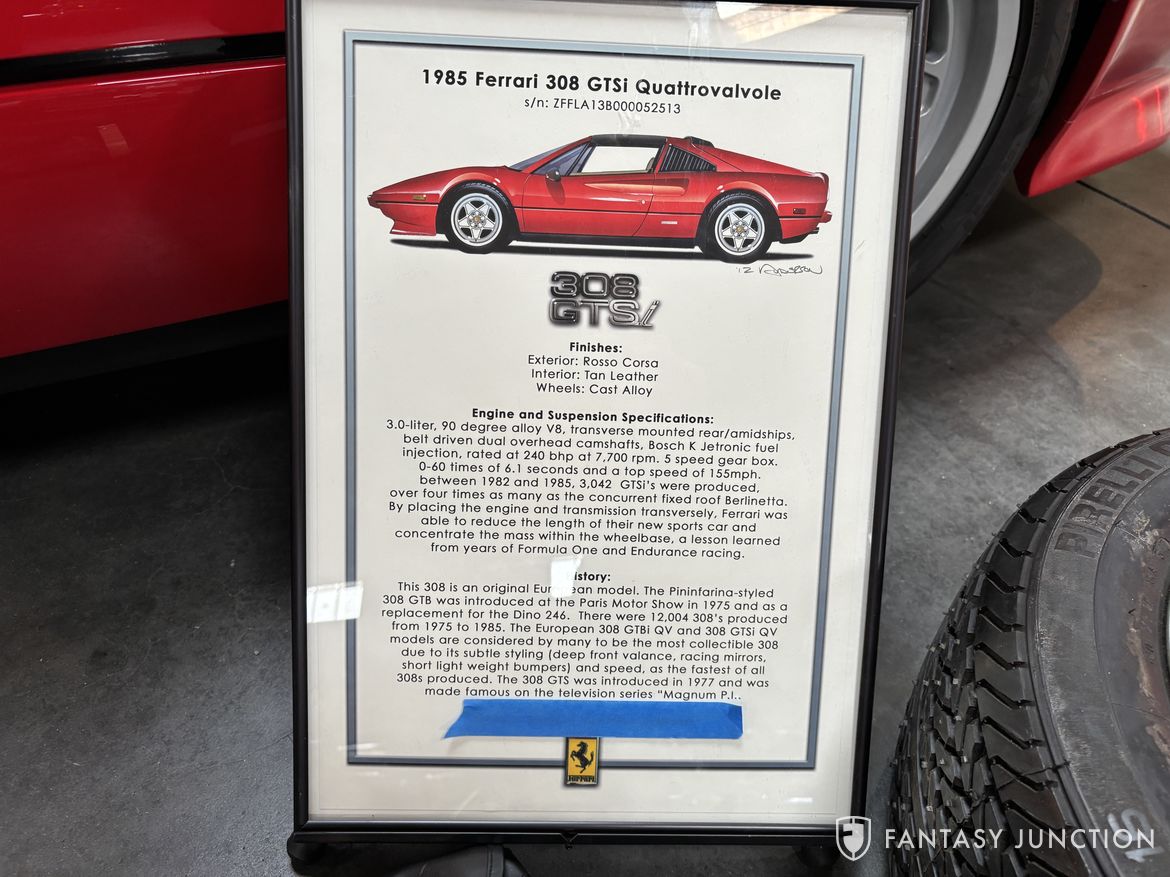 1985 Ferrari 308 GTSi Quattrovalvole
s/n: ZFFLA13B000052513
308
GTSi
Finishes:
Exterior: Rosso Corsa
Interior: Tan Leather
Wheels: Cast Alloy
Engine and Suspension Specifications:
3.0-liter, 90 degree alloy V8, transverse mounted rear/amidships,
belt driven dual overhead camshafts, Bosch K Jetronic fuel
injection, rated at 240 bhp at 7,700 rpm. 5 speed gear box.
0-60 times of 6.1 seconds and a top speed of 155mph.
between 1982 and 1985, 3,042 GTSi's were produced,
over four times as many as the concurrent fixed roof Berlinetta.
By placing the engine and transmission transversely, Ferrari was
able to reduce the length of their new sports car and
concentrate the mass within the wheelbase, a lesson learned
from years of Formula One and Endurance racing.
History:
This 308 is an original European model. The Pininfarina-styled
308 GTB was introduced at the Paris Motor Show in 1975 and as a
replacement for the Dino 246. There were 12,004 308's produced
from 1975 to 1985. The European 308 GTBi QV and 308 GTSi QV
models are considered by many to be the most collectible 308
due to its subtle styling (deep front valance, racing mirrors,
short light weight bumpers) and speed, as the fastest of all
308s produced. The 308 GTS was introduced in 1977 and was
made famous on the television series "Magnum P.I..
Ferrari
PIRELLI
FANTASY JUNCTION